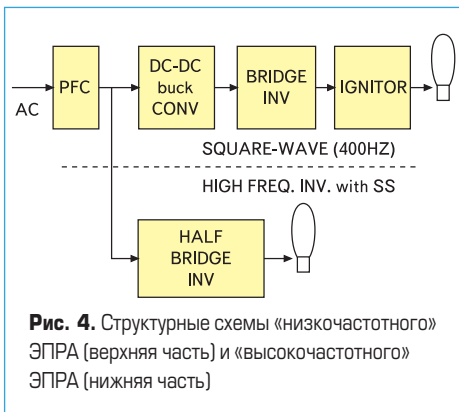 DC-DC
buck
CONV
PFC
BRIDGE
INV
IGNITOR
AC
SQUARE-WAVE (400HZ)
HIGH FREQ. INV. with SS
HALF
BRIDGE
INV
Рис. 4. Структурные схемы «низкочастотного»
ЭПРА (верхняя часть) и «высокочастотного»
ЭПРА (нижняя часть)